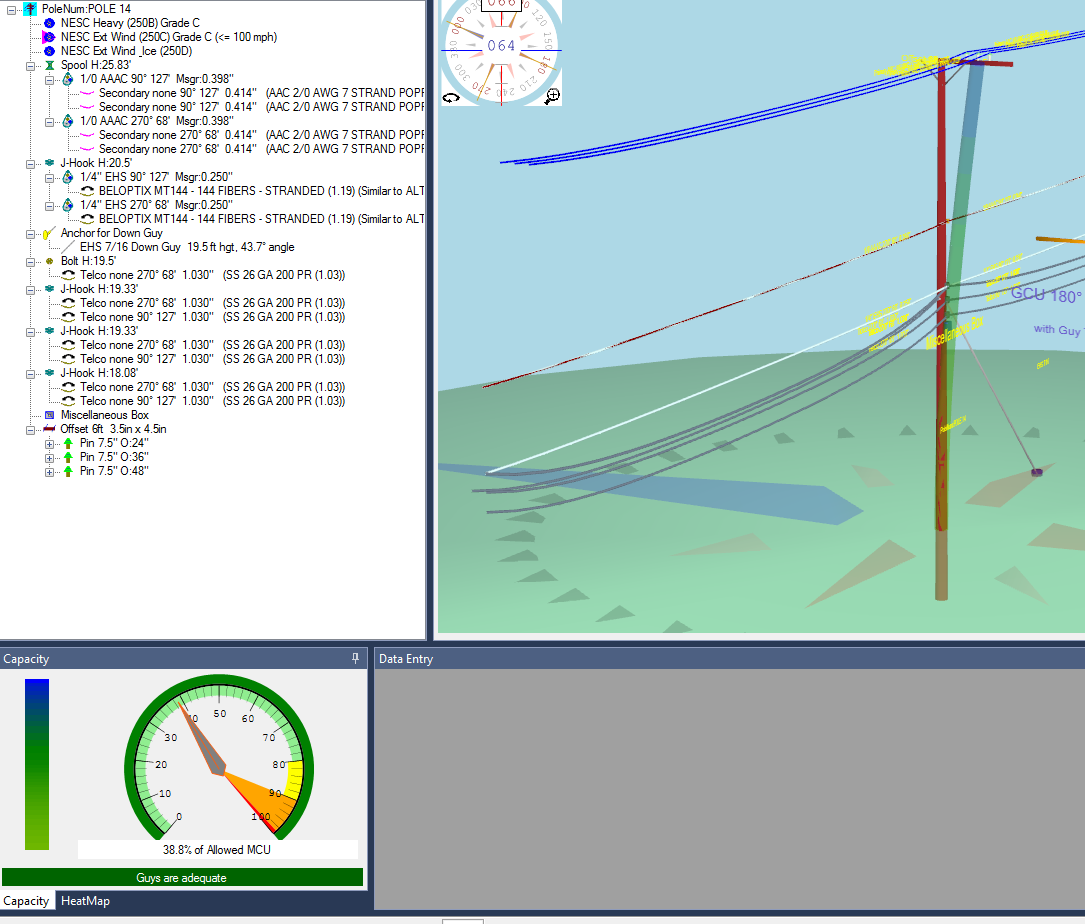 PoleNum:POLE 14
NESC Heavy (250B) Grade C
NESC Ext Wind (250C) Grade C (<= 100 mph)
NESC Ext Wind _Ice (250D)
Spool H:25.83'
1/0 AAAC 90° 127' Msgr:0.398"
Secondary none 90° 127' 0.414" (AAC 2/0 AWG 7 STRAND POPP
Secondary none 90° 127' 0.414" (AAC 2/0 AWG 7 STRAND POPP
1/0 AAAC 270° 68' Msgr:0.398"
Secondary none 270° 68' 0.414" (AAC 2/0 AWG 7 STRAND POPP
Secondary none 270° 68' 0.414" (AAC 2/0 AWG 7 STRAND POPP
J-Hook H:20.5'
1/4" EHS 90° 127' Msgr:0.250"
BELOPTIX MT144 - 144 FIBERS - STRANDED (1.19) (Similar to ALT
1/4" EHS 270° 68' Msgr:0.250"
BELOPTIX MT144 - 144 FIBERS - STRANDED (1.19) (Similar to ALT
Anchor for Down Guy
EHS 7/16 Down Guy 19.5 ft hgt, 43.7° angle
Bolt H:19.5'
Telco none 270° 68' 1.030" (SS 26 GA 200 PR (1.03))
J-Hook H:19.33'
Telco none 270° 68' 1.030" (SS 26 GA 200 PR (1.03))
Telco none 90° 127' 1.030" (SS 26 GA 200 PR (1.03))
J-Hook H:19.33'
Telco none 270° 68' 1.030" (SS 26 GA 200 PR (1.03))
Telco none 90° 127' 1.030" (SS 26 GA 200 PR (1.03))
J-Hook H:18.08'
Telco none 270° 68' 1.030" (SS 26 GA 200 PR (1.03))
Telco none 90° 127' 1.030" (SS 26 GA 200 PR (1.03))
Miscellaneous Box
Offset 6ft 3.5in x 4.5in
Pin 7.5" O:24"
Pin 7.5" O:36"
Pin 7.5" O:48"
066
064
000
030
120
150
180
210
270
300
330
GCU 180°
with Guy
Miscellaneous Box
Capacity
0
10
20
30
40
50
60
70
80
90
100
38.8% of Allowed MCU
Guys are adequate
Capacity
HeatMap
Data Entry